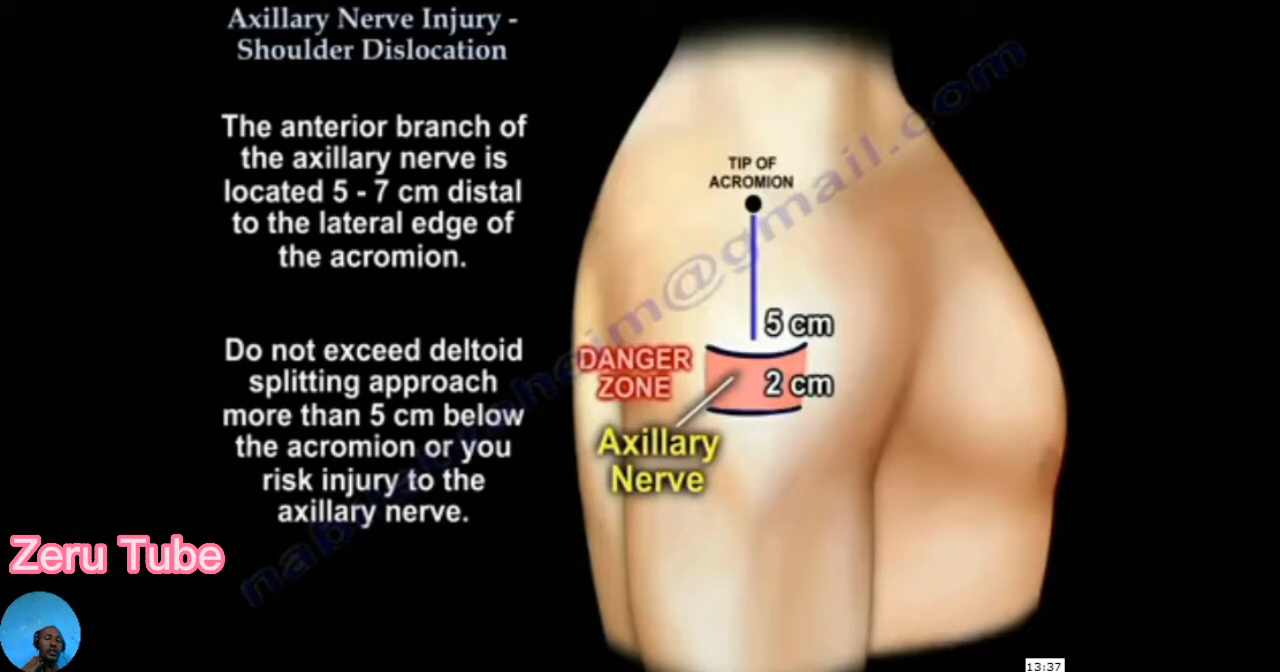 Axillary Nerve Injury -
Shoulder Dislocation
The anterior branch of
the axillary nerve is
located 5 - 7 cm distal
to the lateral edge of
the acromion.
Do not exceed deltoid
splitting approach
more than 5 cm below
the acromion or you
risk injury to the
axillary nerve.
TIP OF
ACROMION
5 cm
DANGER
ZONE
2 cm
Axillary
Nerve
Zeru Tube
13:37